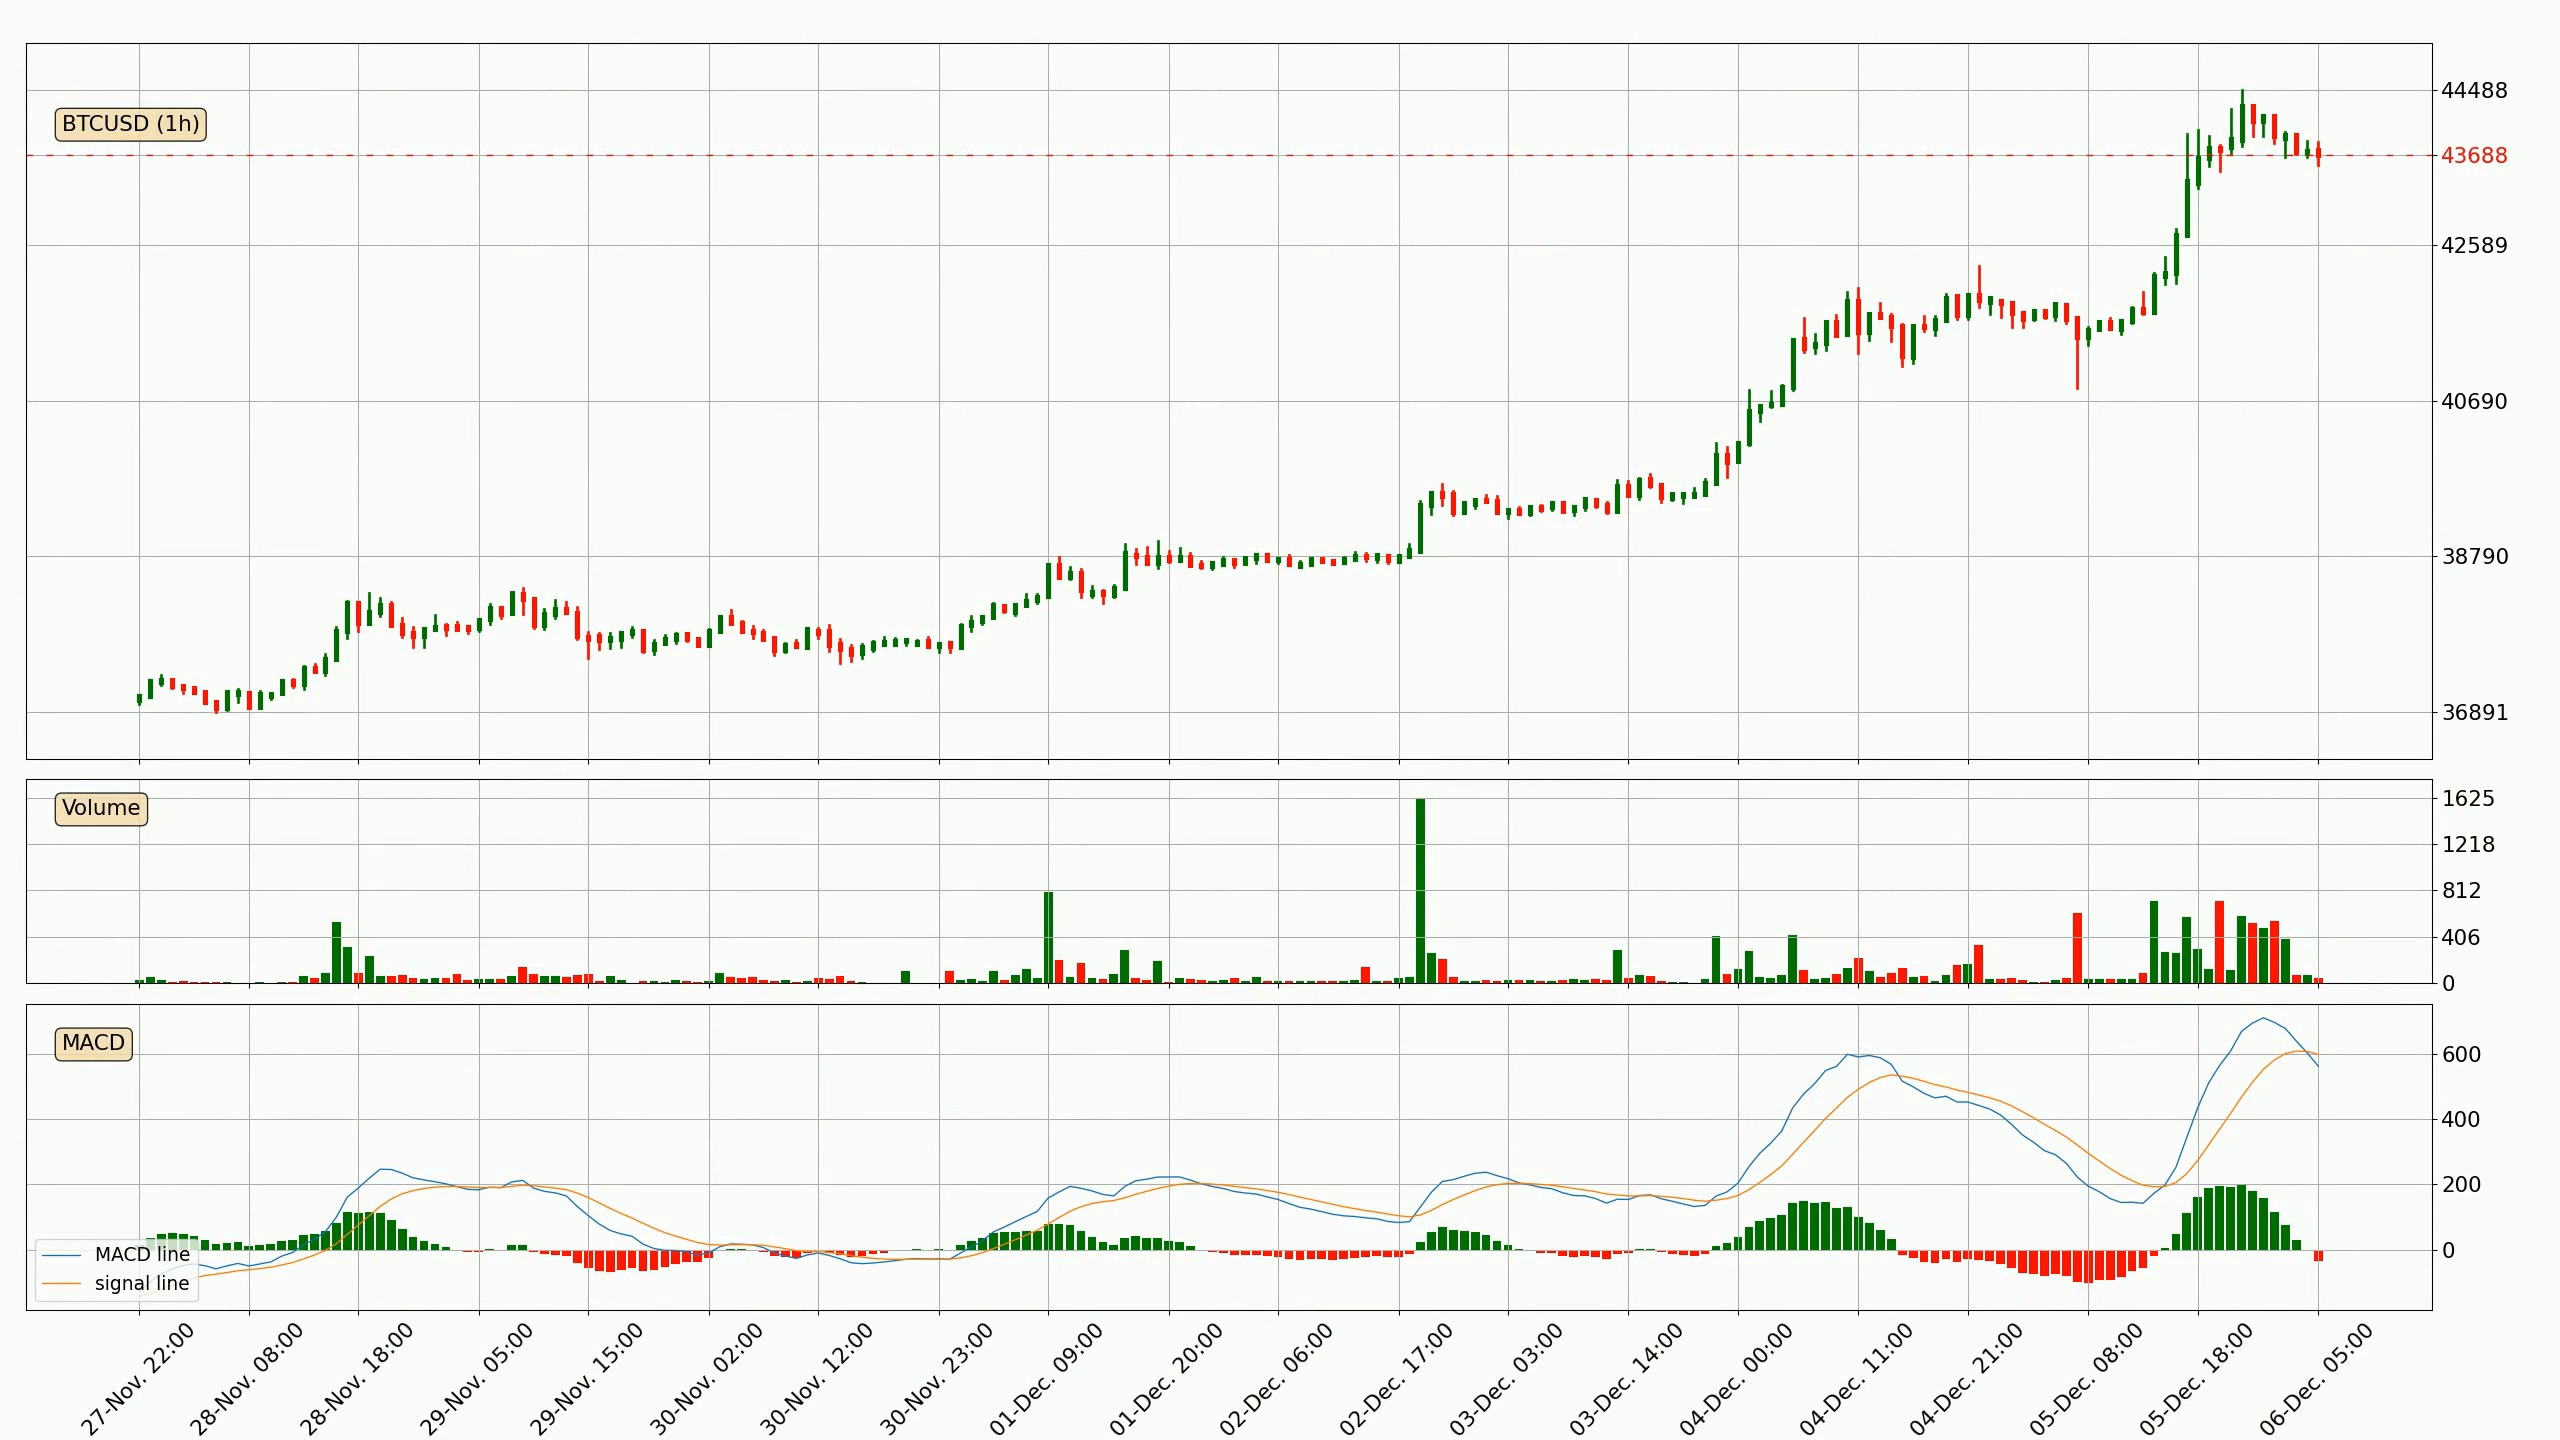 BTCUSD (1h)
44488
43688
42589
40690
38790
36891
Volume
1625
1218
812
406
0
MACD
600
400
200
0
MACD line
signal line
27-Nov. 22:00
28-Nov. 08:00
28-Nov. 18:00
29-Nov. 05:00
29-Nov. 15:00
30-Nov. 02:00
30-Nov. 12:00
30-Nov. 23:00
01-Dec. 09:00
01-Dec. 20:00
02-Dec. 06:00
02-Dec. 17:00
03-Dec. 03:00
03-Dec. 14:00
04-Dec. 00:00
04-Dec. 11:00
04-Dec. 21:00
05-Dec. 08:00
05-Dec. 18:00
06-Dec. 05:00